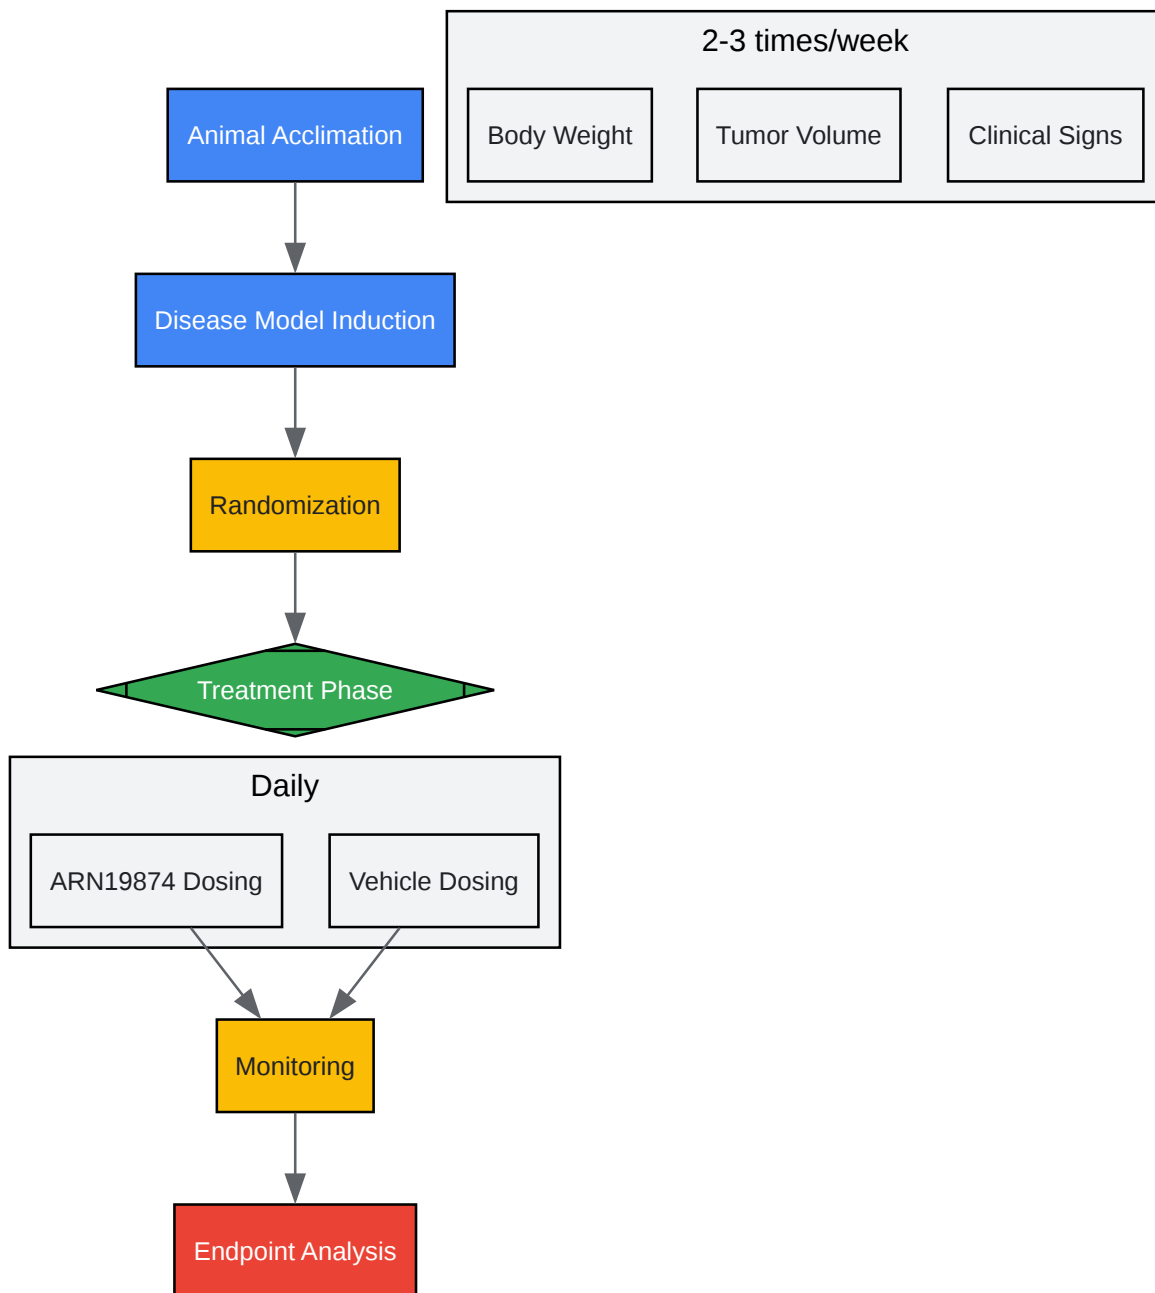 2-3 times/week
Animal Acclimation
Body Weight
Tumor Volume
Clinical Signs
Disease Model Induction
Randomization
Treatment Phase
Daily
ARN19874 Dosing
Vehicle Dosing
Monitoring
Endpoint Analysis